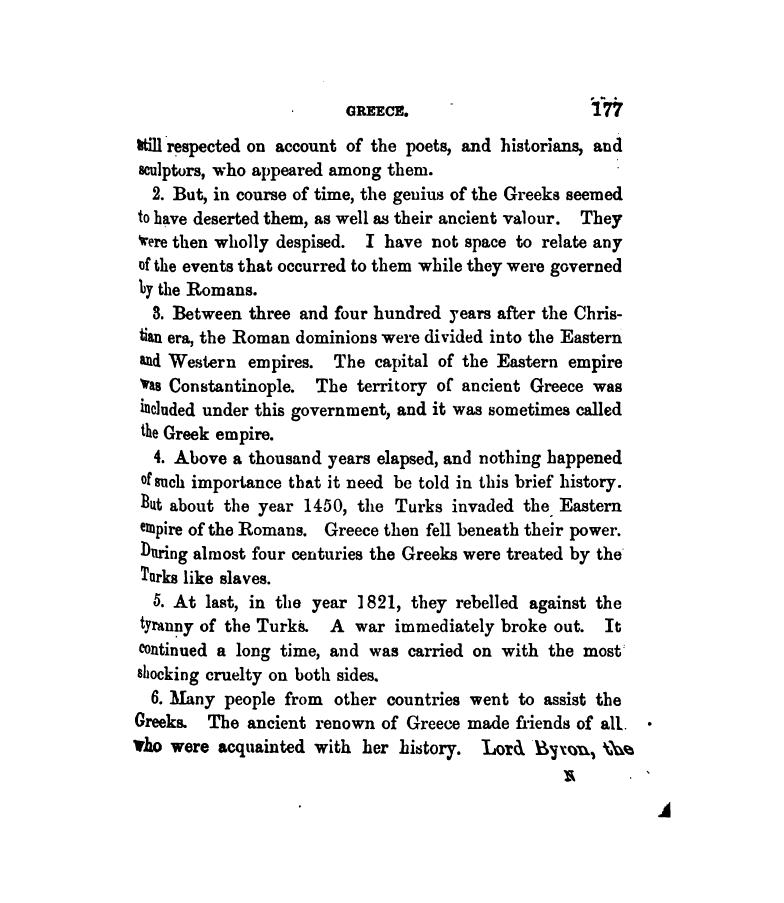 GREECE. 177
still respected on account of the poets, and historians, and
sculptors, who appeared among them.
2. But, in course of time, the genius of the Greeks seemed
to have deserted them, as well as their ancient valour. They
were then wholly despised. I have not space to relate any
of the events that occurred to them while they were governed
by the Romans.
3. Between three and four hundred years after the Chris-
tian era, the Roman dominions were divided into the Eastern
and Western empires. The capital of the Eastern empire
was Constantinople. The territory of ancient Greece was
included under this government, and it was sometimes called
the Greek empire.
4. Above a thousand years elapsed, and nothing happened
of such importance that it need be told in this brief history.
But about the year 1450, the Turks invaded the Eastern
empire of the Romans. Greece then fell beneath their power.
During almost four centuries the Greeks were treated by the
Turks like slaves.
5. At last, in the year 1821, they rebelled against the
tyranny of the Turks. A war immediately broke out. It
continued a long time, and was carried on with the most
shocking cruelty on both sides.
6. Many people from other countries went to assist the
Greeks. The ancient renown of Greece made friends of all
who were acquainted with her history. Lord Byron, the
N